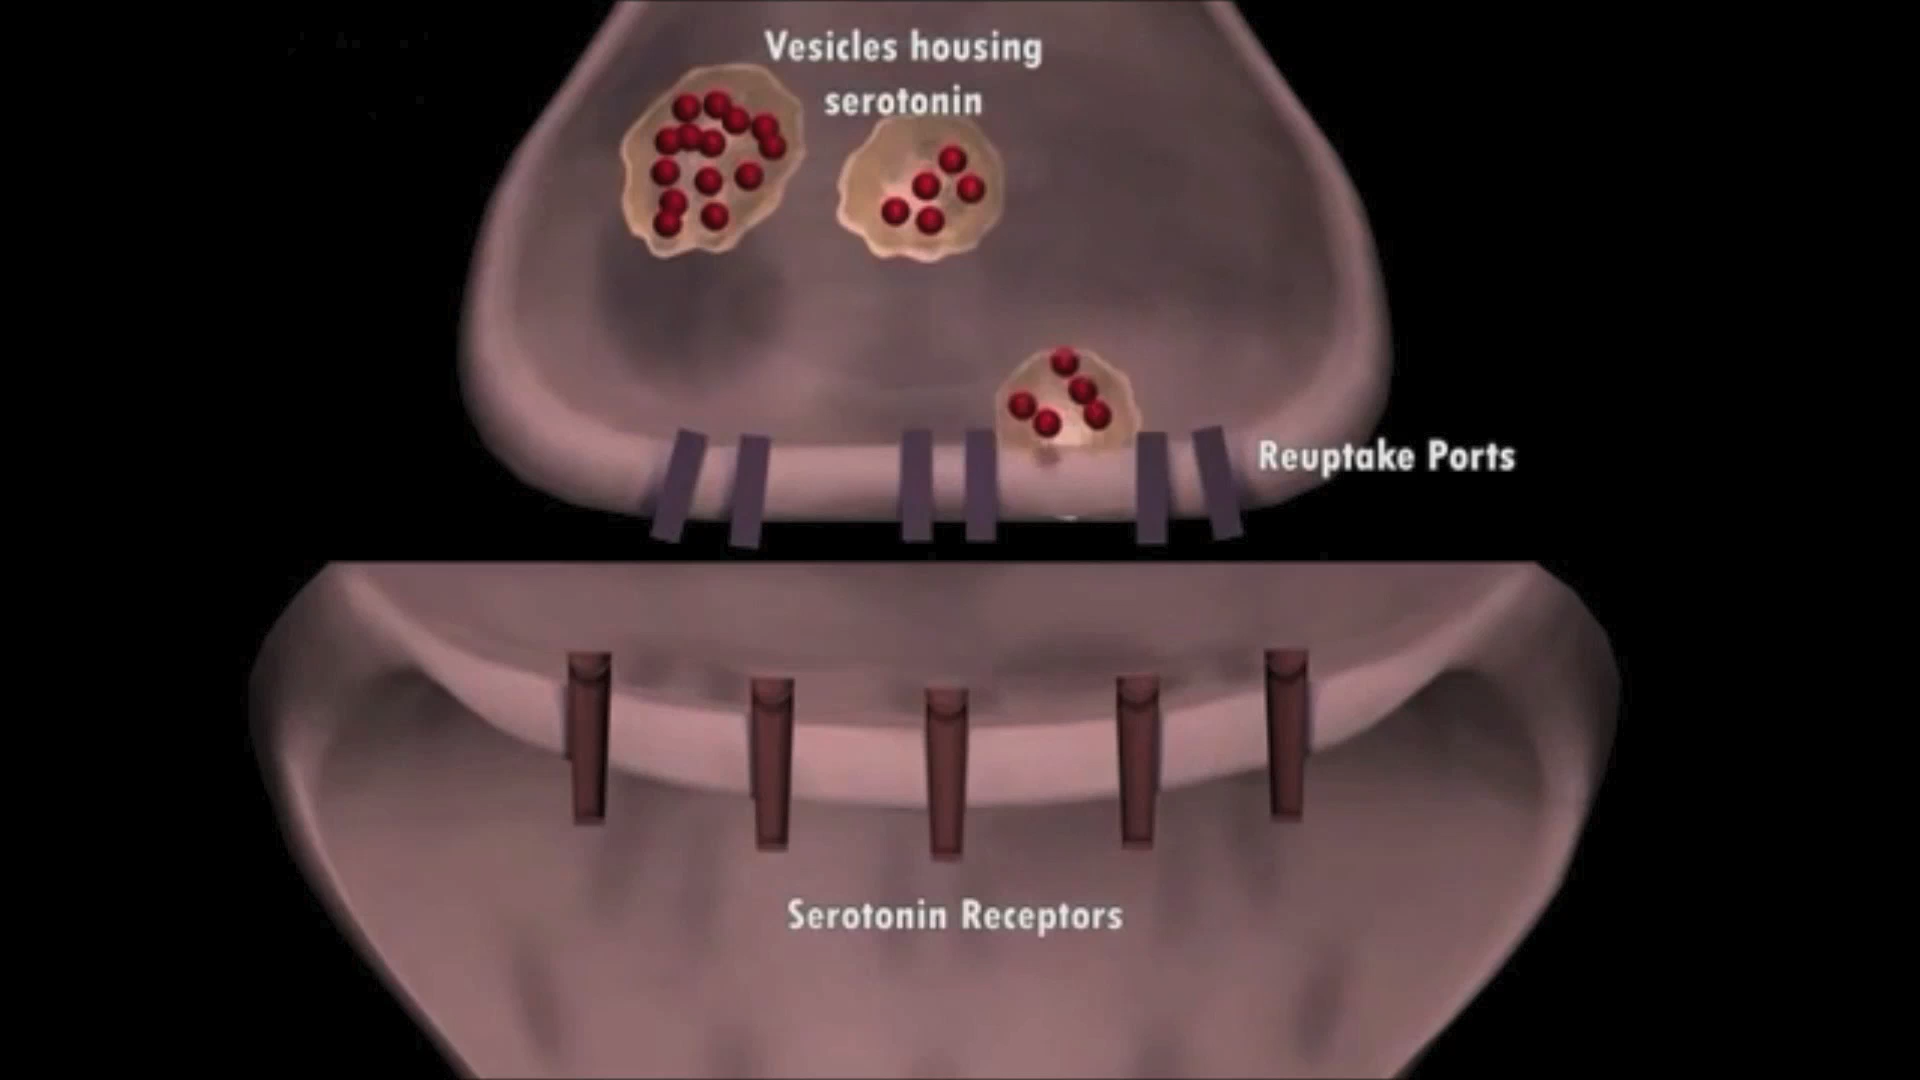 Vesicles housing
serotonin
Reuptake Ports
Serotonin Receptors